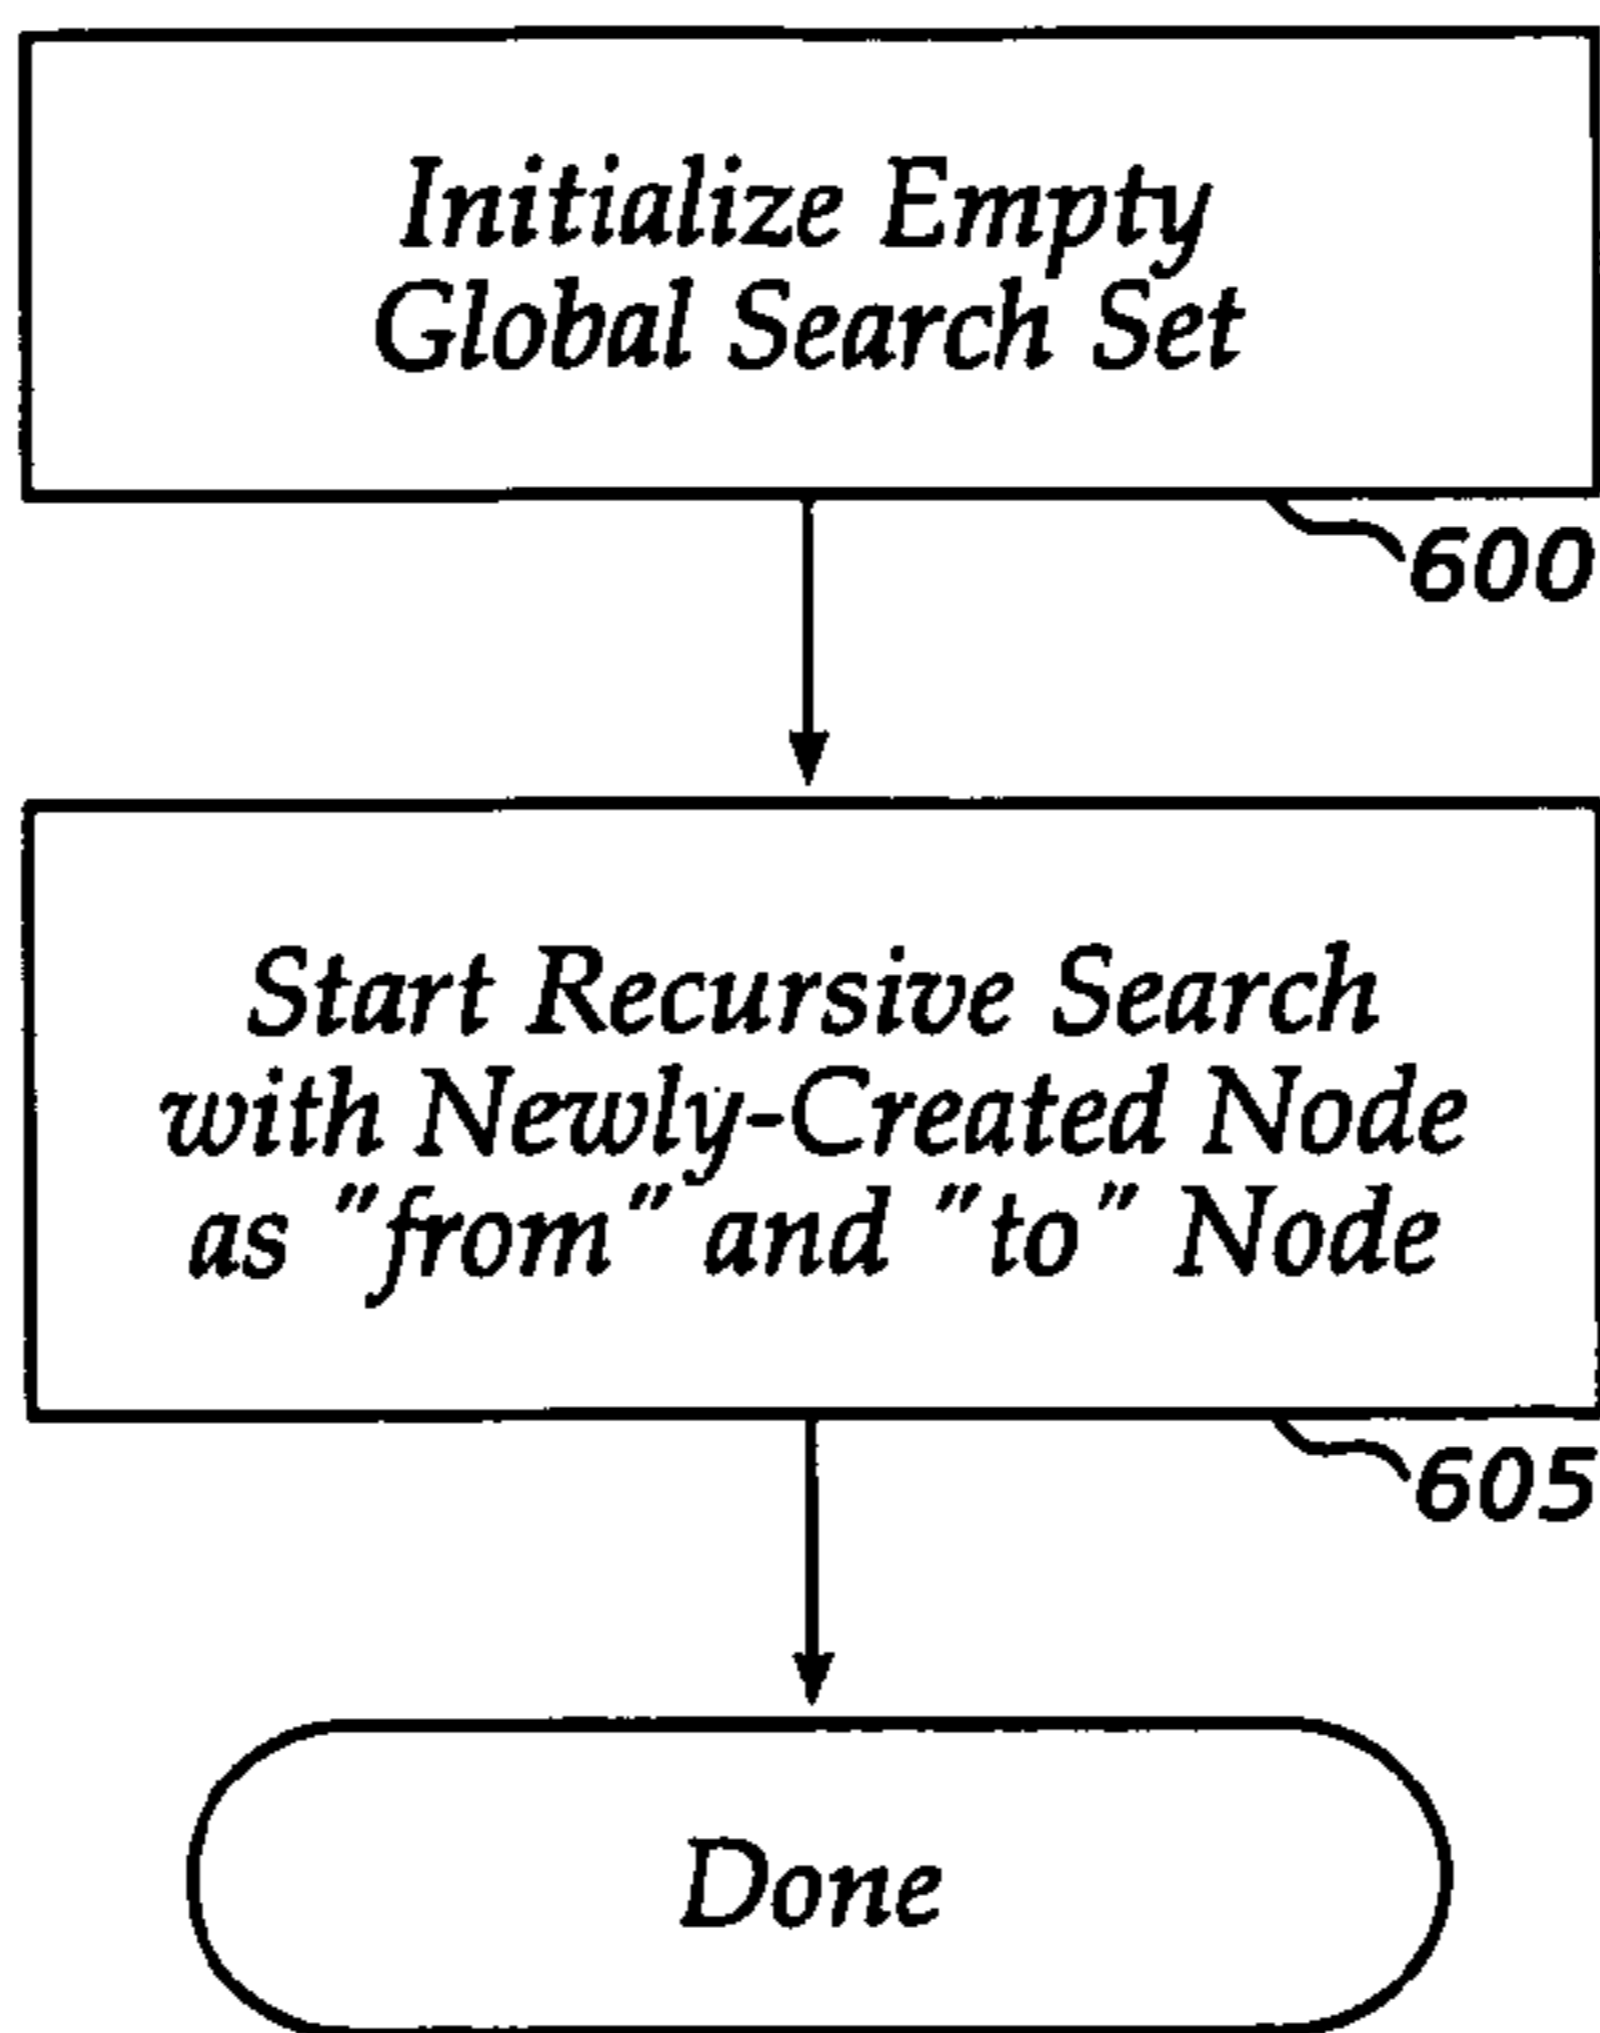 Initialize Empty
Global Search Set
600
Start Recursive Search
with Newly-Created Node
as "from" and "to" Node
605
Done